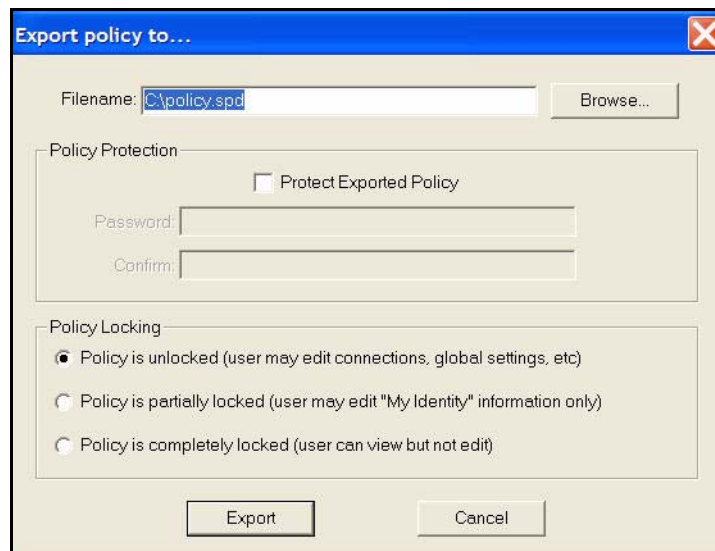 Export policy to...
Filename: C:\policy.spd Browse...
Policy Protection
Protect Exported Policy
Password:
Confirm:
Policy Locking
Policy is unlocked (user may edit connections, global settings, etc)
Policy is partially locked (user may edit "My Identity" information only)
Policy is completely locked (user can view but not edit)
Export Cancel